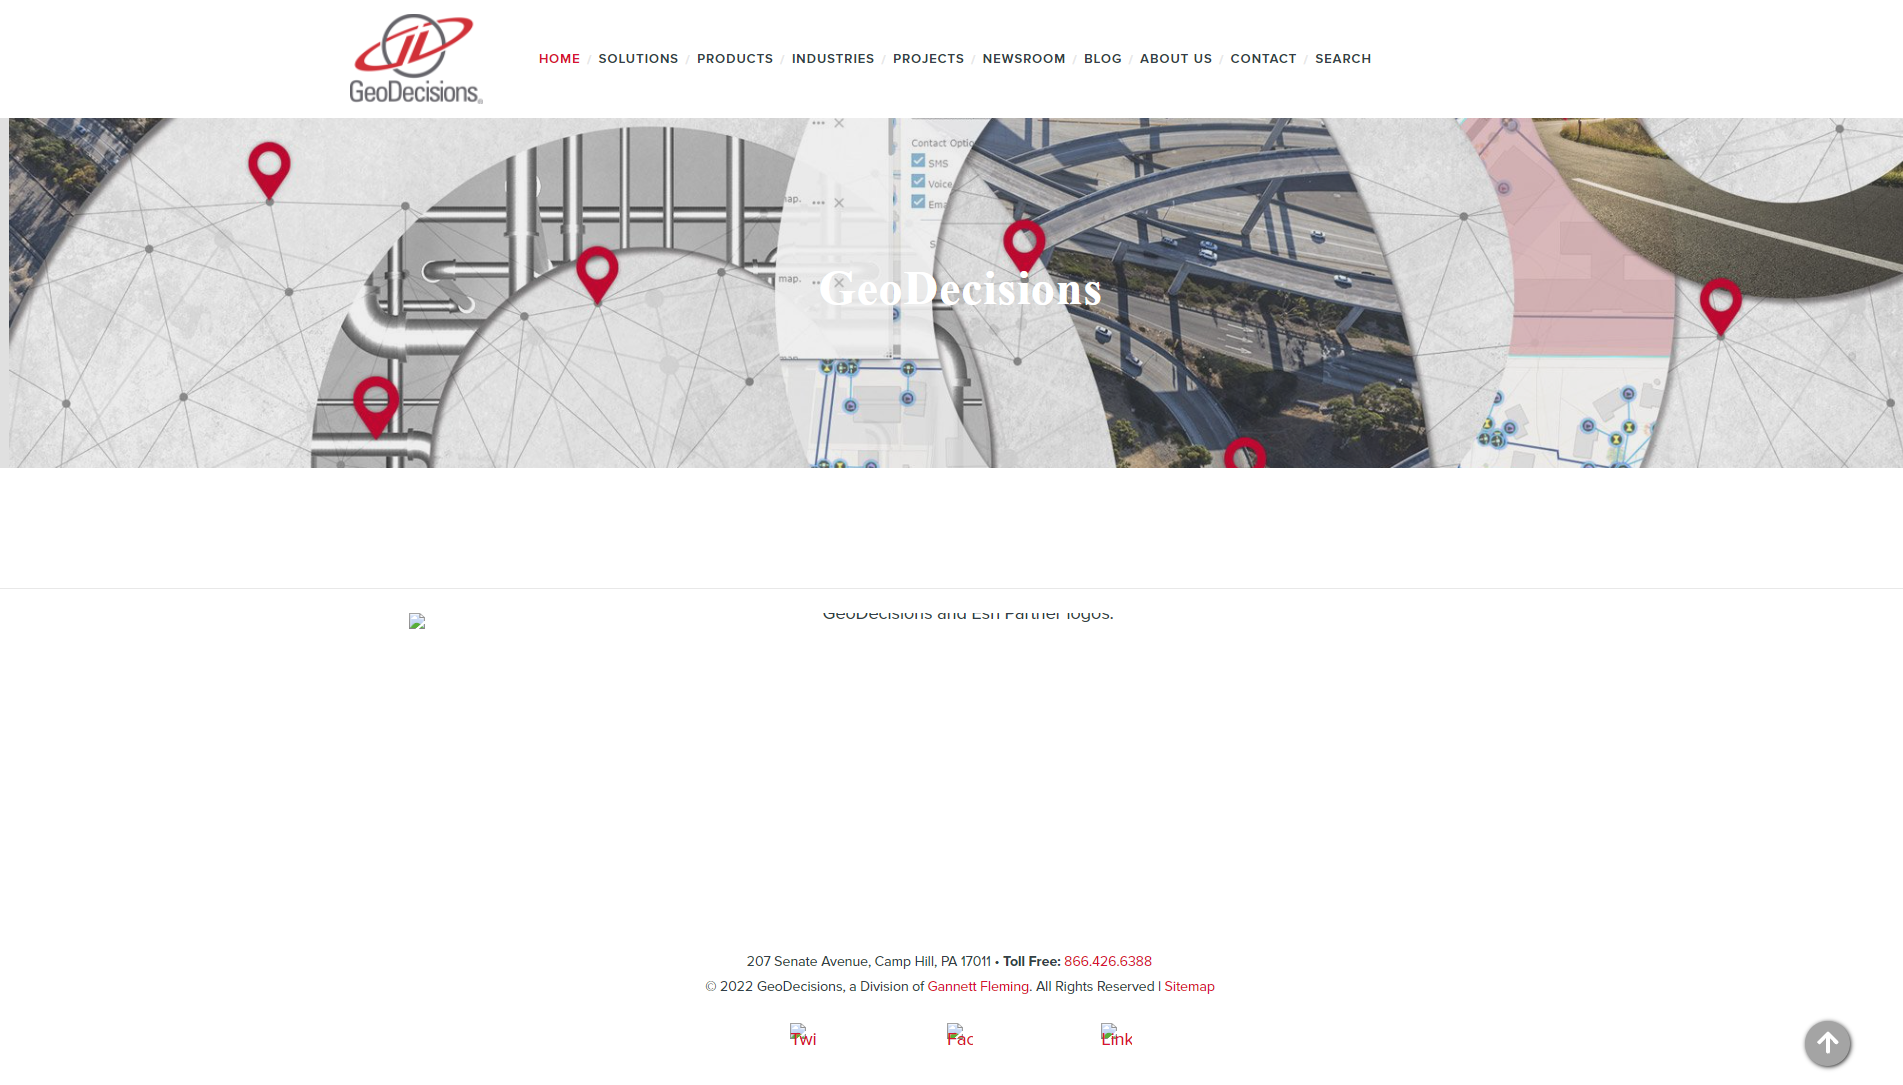 GeoDecisions
HOME / SOLUTIONS / PRODUCTS / INDUSTRIES / PROJECTS / NEWSROOM / BLOG / ABOUT US / CONTACT / SEARCH
Contact Optio
SMS
Voice
Ema
map.
map.
map.
GeoDecisions
GeoDecisions and Esri Partner logos.
207 Senate Avenue, Camp Hill, PA 17011 • Toll Free: 866.426.6388
© 2022 GeoDecisions, a Division of Gannett Fleming. All Rights Reserved | Sitemap
Twi
Fac
Link